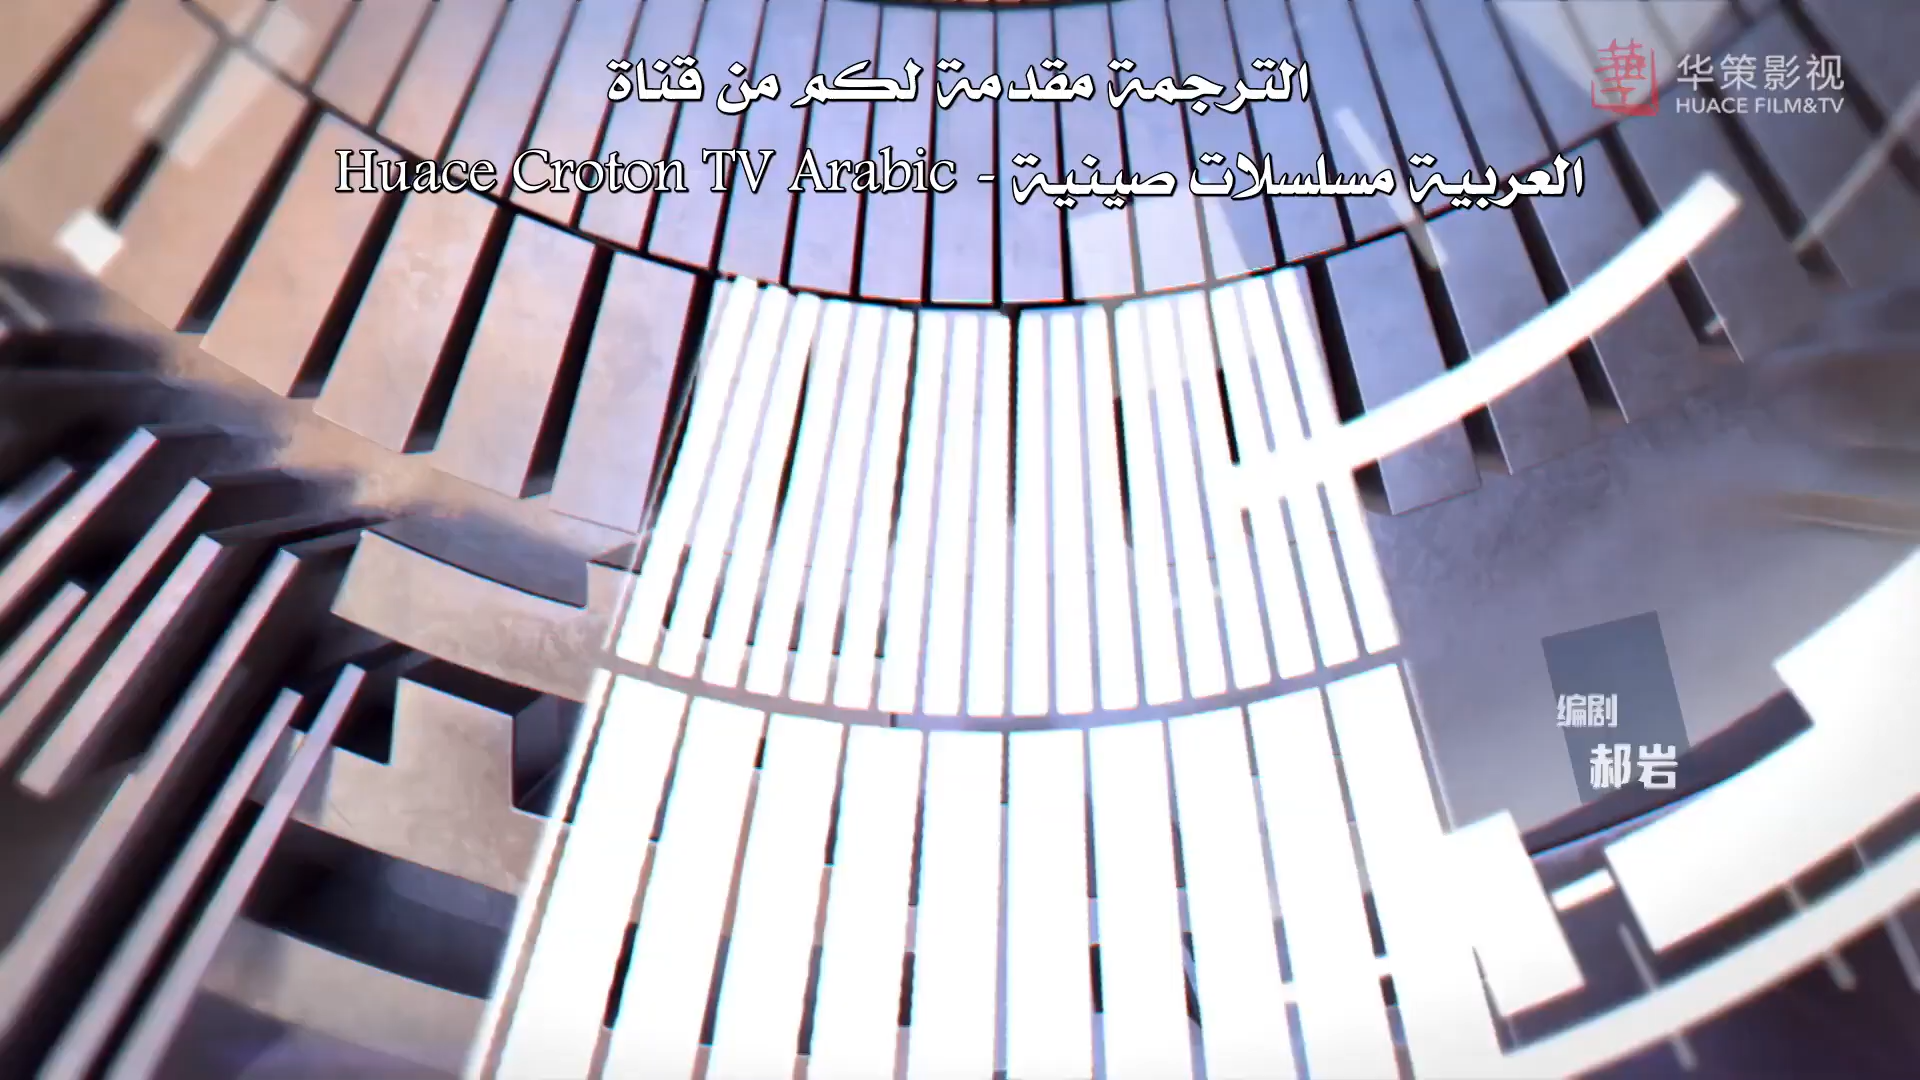 الترجمة مقدمة لكم من قناة
العربية مسلسلات صينية - Huace Croton TV Arabic
华策影视
HUACE FILM&TV
编剧
郝岩